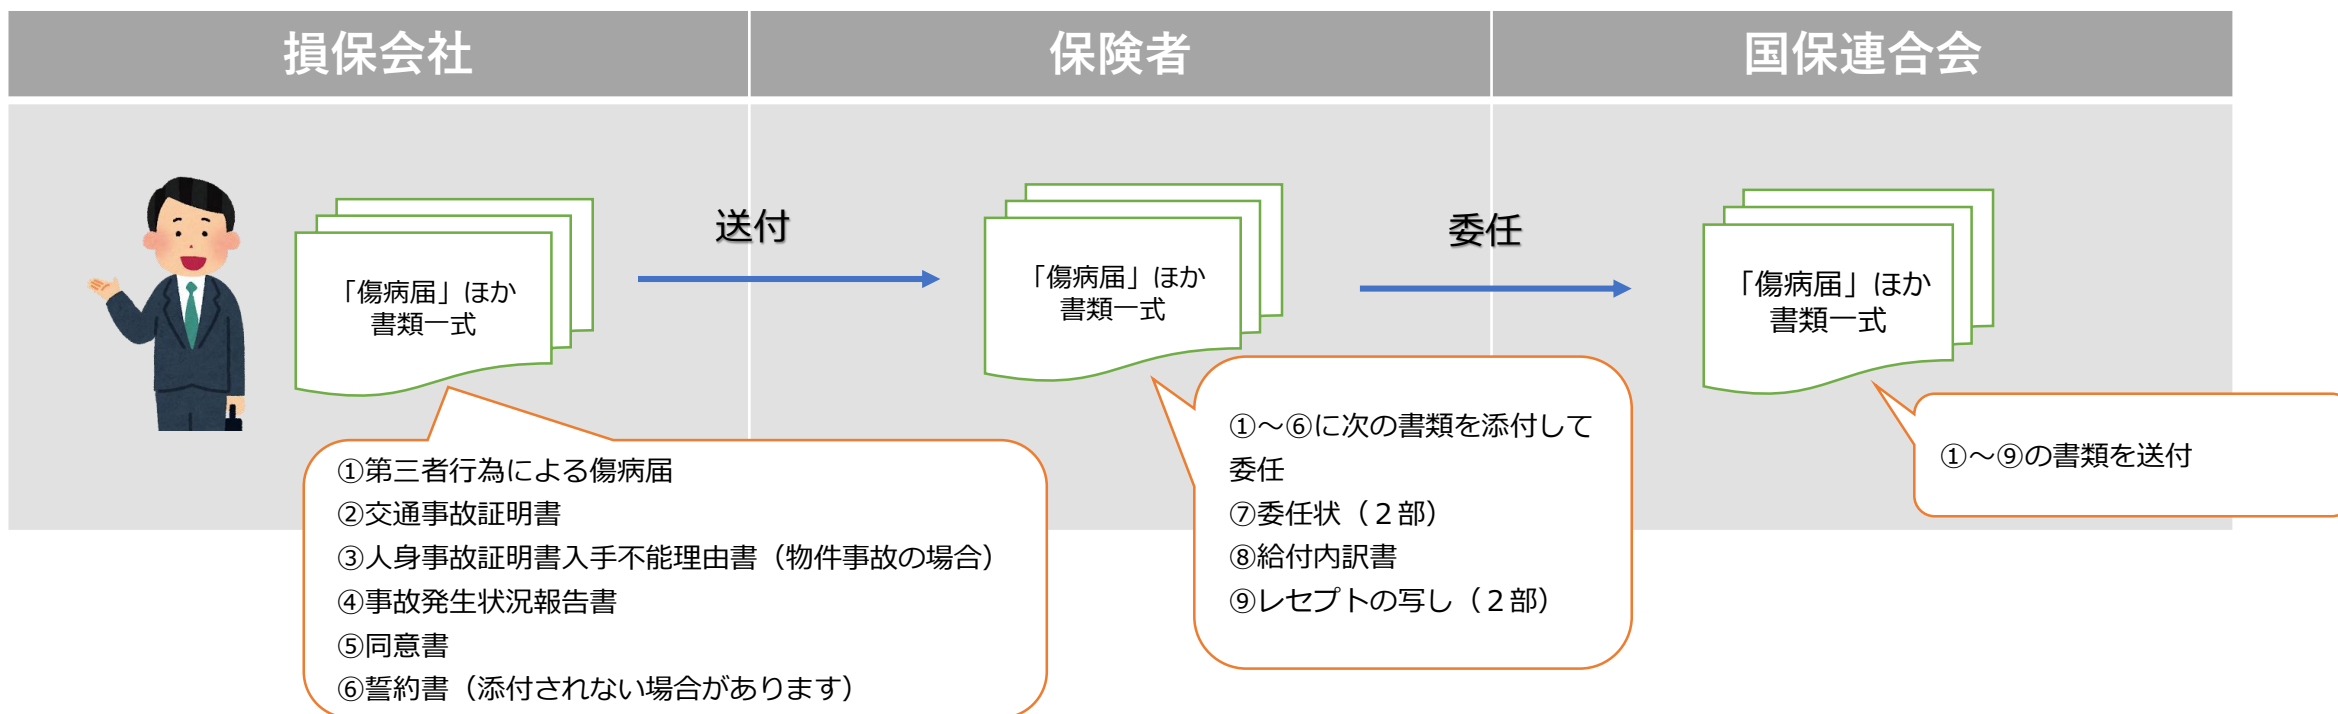 損保会社
保険者
国保連合会
「傷病届」ほか
書類一式
送付
「傷病届」ほか
書類一式
委任
「傷病届」ほか
書類一式
①第三者行為による傷病届
②交通事故証明書
③人身事故証明書入手不能理由書（物件事故の場合）
④事故発生状況報告書
⑤同意書
⑥誓約書（添付されない場合があります）
①～⑥に次の書類を添付して
委任
⑦委任状（２部）
⑧給付内訳書
⑨レセプトの写し（２部）
①～⑨の書類を送付